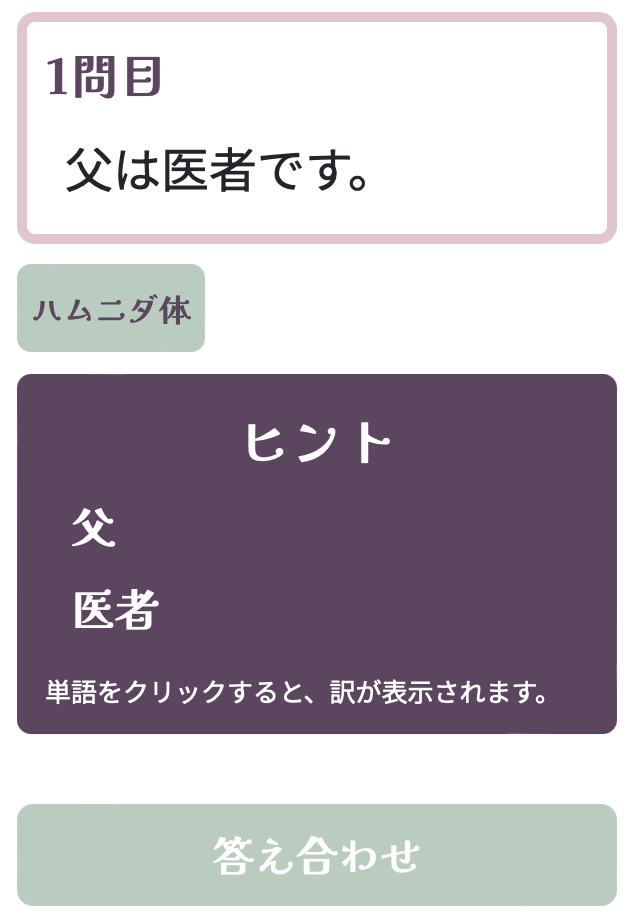 1問目
父は医者です。
ハムニダ体
ヒント
父
医者
単語をクリックすると、訳が表示されます。
答え合わせ